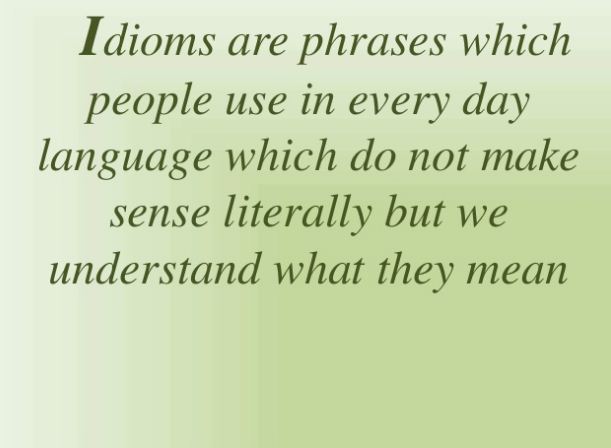 Idioms are phrases which
people use in every day
language which do not make
sense literally but we
understand what they mean